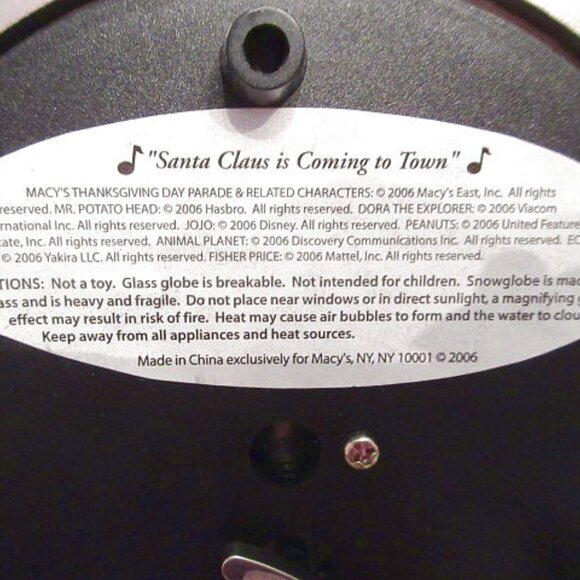 "Santa Claus is Coming to Town"
MACY'S THANKSGIVING DAY PARADE & RELATED CHARACTERS: © 2006 Macy's East, Inc. All rights
reserved. MR. POTATO HEAD: © 2006 Hasbro. All rights reserved. DORA THE EXPLORER: © 2006 Viacom
rnational Inc. All rights reserved. JOJO: © 2006 Disney. All rights reserved. PEANUTS: © 2006 United Feature
cate, Inc. All rights reserved. ANIMAL PLANET: © 2006 Discovery Communications Inc. All rights reserved.
© 2006 Yakira LLC. All rights reserved. FISHER PRICE: © 2006 Mattel, Inc. All rights reserved.
TIONS: Not a toy. Glass globe is breakable. Not intended for children. Snowglobe is mad
ass and is heavy and fragile. Do not place near windows or in direct sunlight, a magnifying
effect may result in risk of fire. Heat may cause air bubbles to form and the water to clou
Keep away from all appliances and heat sources.
Made in China exclusively for Macy's, NY, NY 10001 © 2006